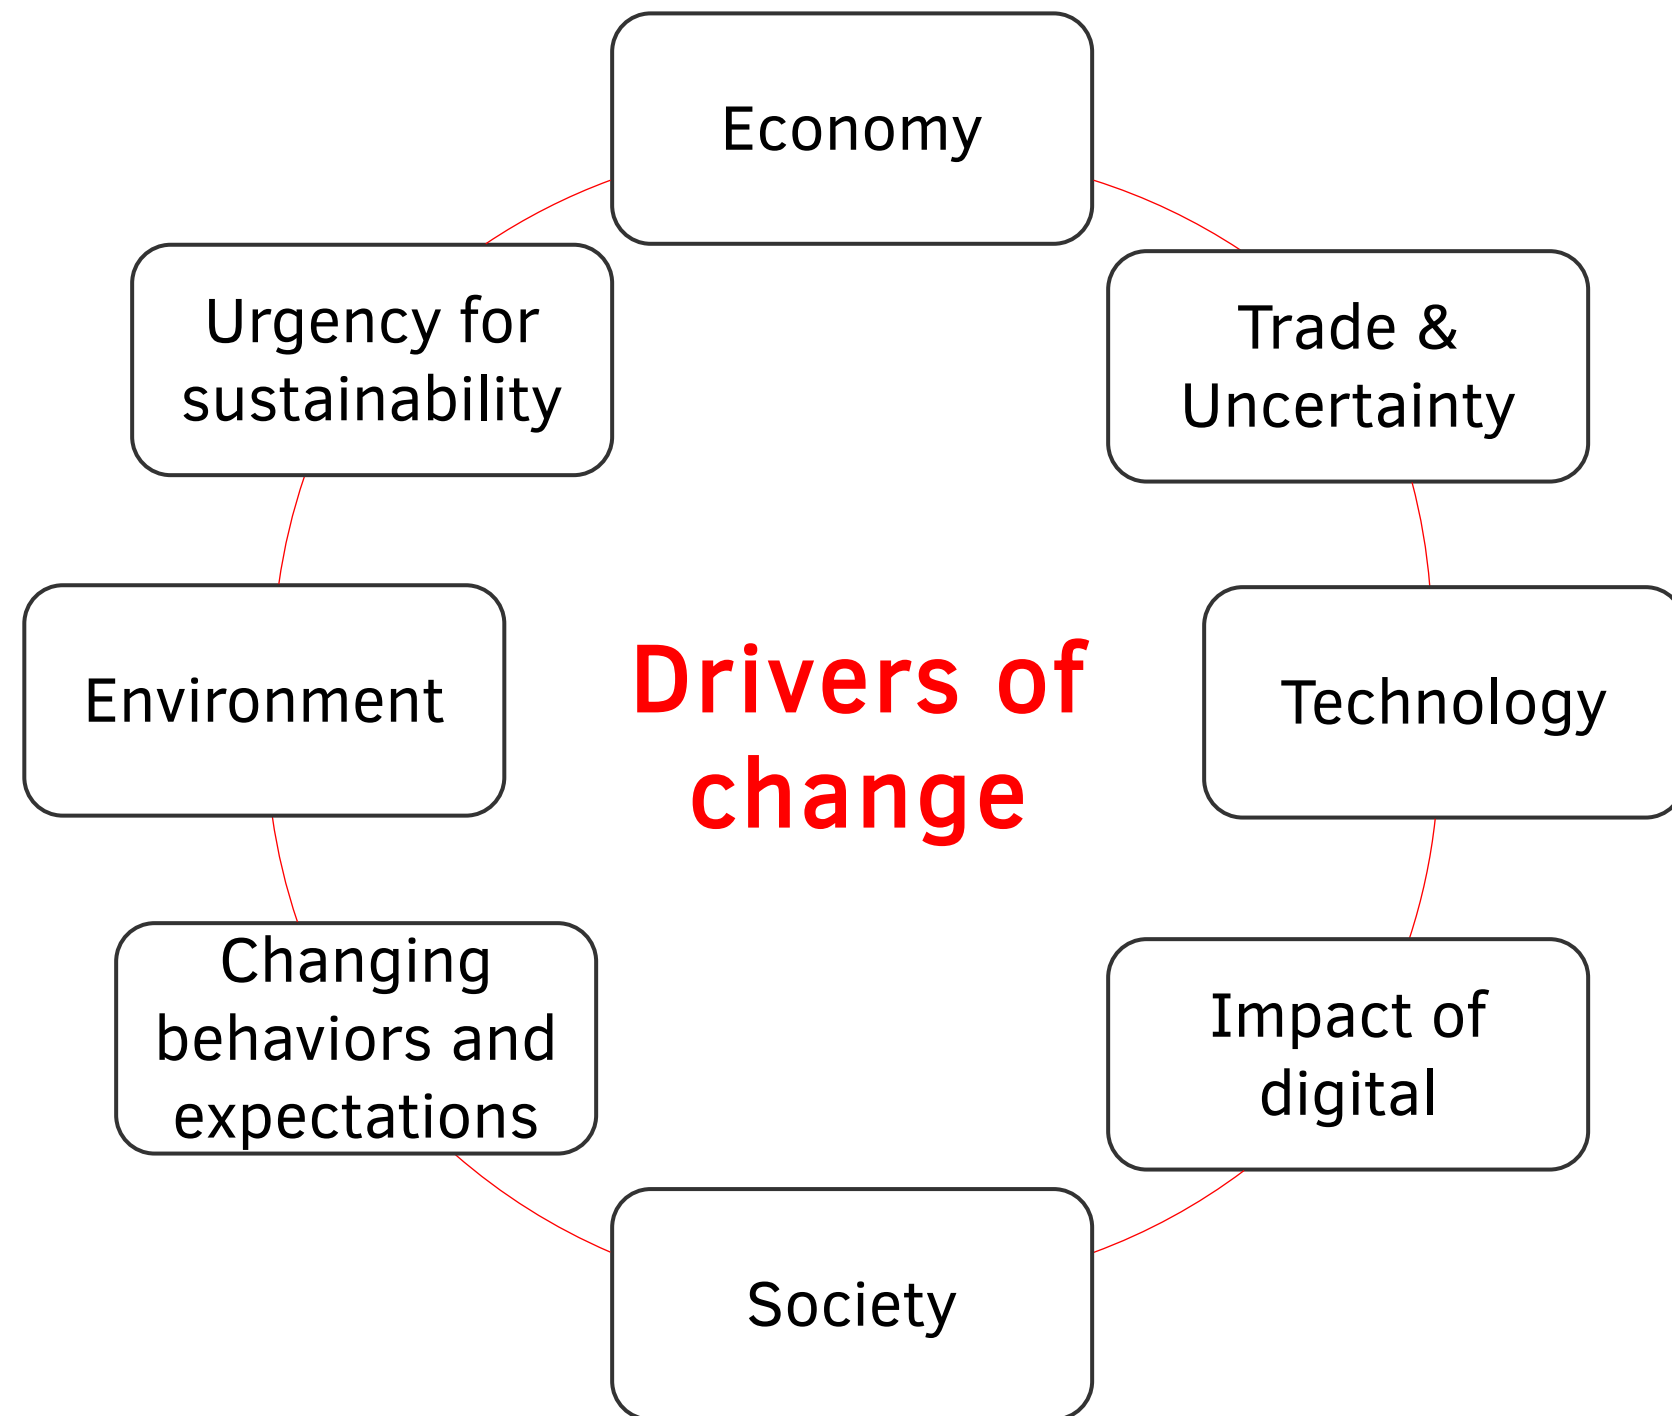 Economy
Urgency for
sustainability
Trade &
Uncertainty
Environment
Drivers of
change
Technology
Changing
behaviors and
expectations
Impact of
digital
Society